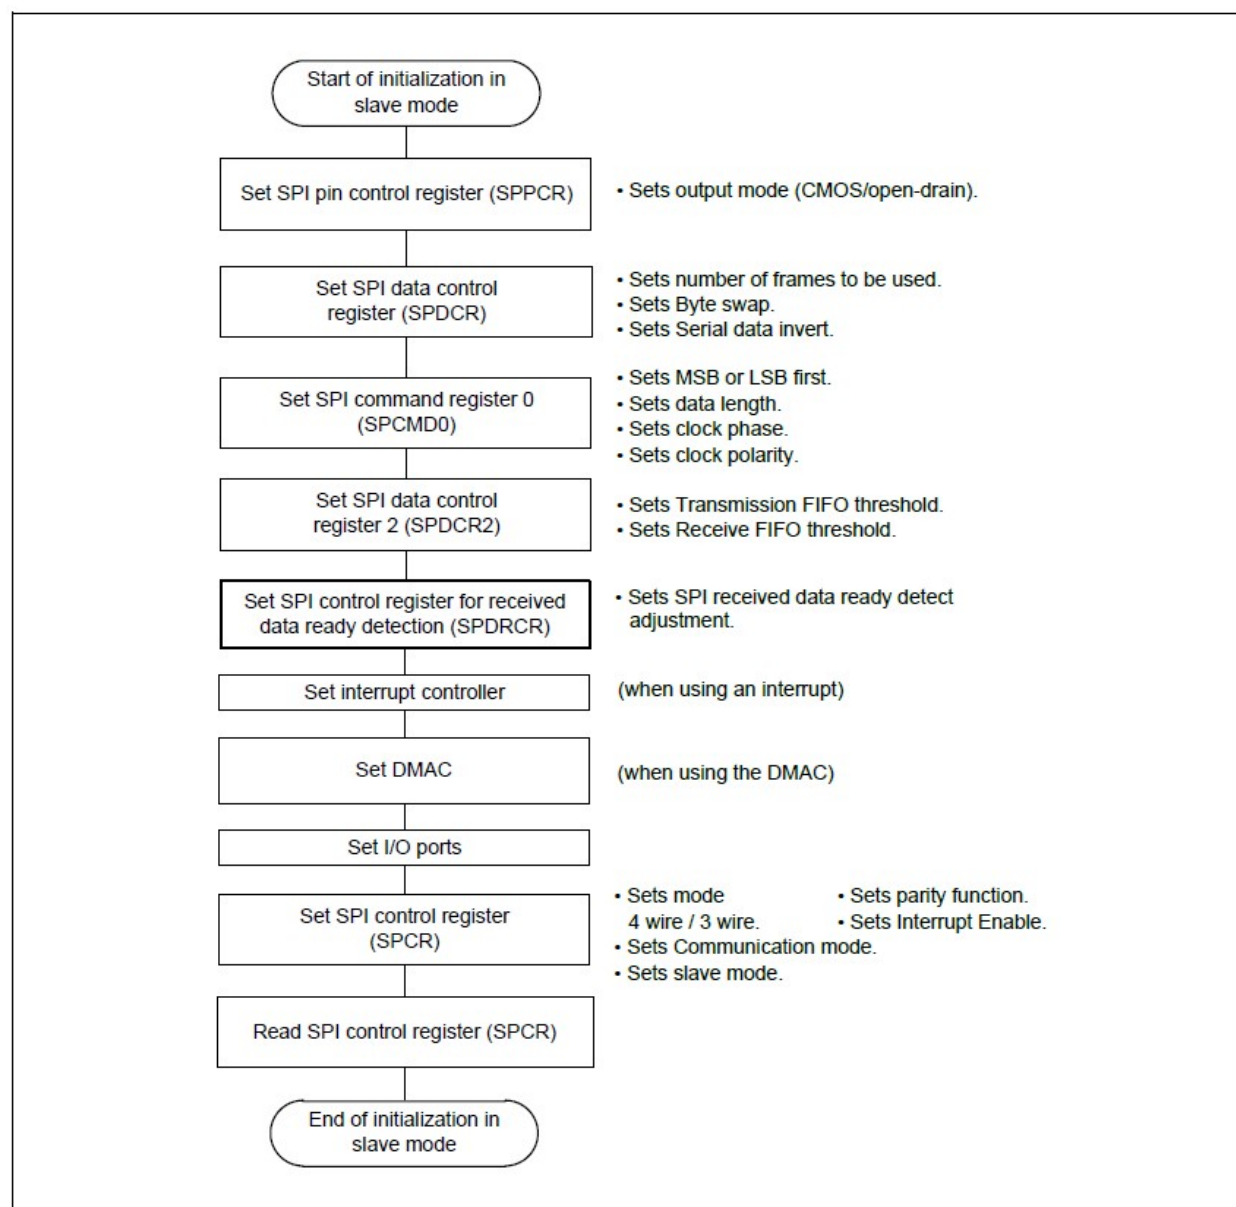 Start of initialization in
slave mode
Set SPI pin control register (SPPCR)
• Sets output mode (CMOS/open-drain).
Set SPI data control
register (SPDCR)
• Sets number of frames to be used.
• Sets Byte swap.
• Sets Serial data invert.
Set SPI command register 0
(SPCMD0)
• Sets MSB or LSB first.
• Sets data length.
• Sets clock phase.
• Sets clock polarity.
Set SPI data control
register 2 (SPDCR2)
• Sets Transmission FIFO threshold.
• Sets Receive FIFO threshold.
Set SPI control register for received
data ready detection (SPDRCR)
• Sets SPI received data ready detect
adjustment.
Set interrupt controller
(when using an interrupt)
Set DMAC
(when using the DMAC)
Set I/O ports
Set SPI control register
(SPCR)
• Sets mode
4 wire / 3 wire.
• Sets Communication mode.
• Sets slave mode.
• Sets parity function.
• Sets Interrupt Enable.
Read SPI control register (SPCR)
End of initialization in
slave mode